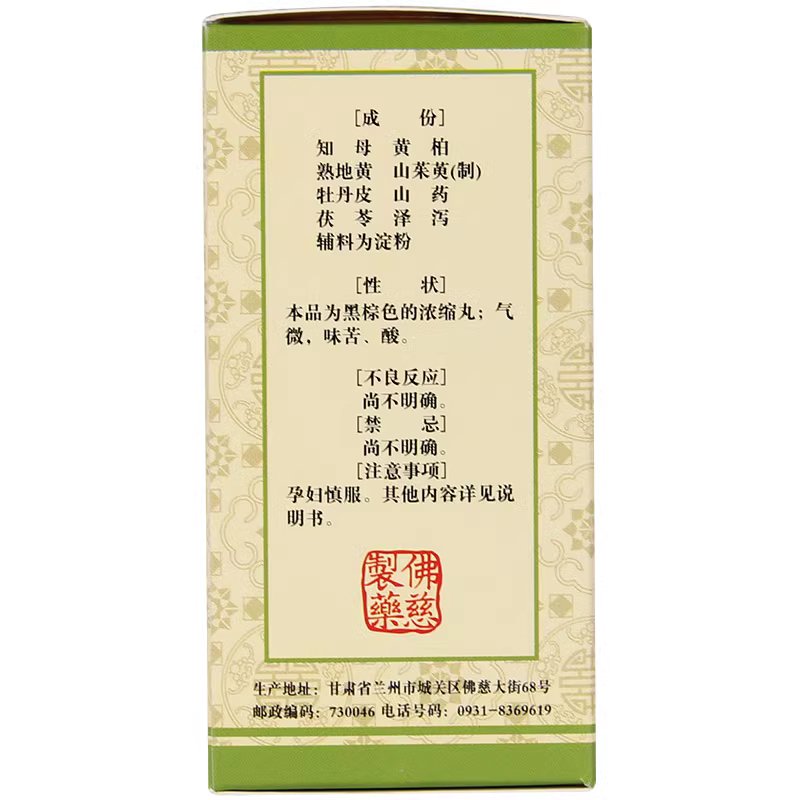 [成 份]
知 母 黄 柏
熟地黄 山茱萸(制)
牡丹皮 山 药
茯 苓 泽 泻
辅料为淀粉
[性 状]
本品为黑棕色的浓缩丸；气
微，味苦、酸。
[不良反应]
尚不明确。
[禁 忌]
尚不明确。
[注意事项]
孕妇慎服。其他内容详见说
明书。
佛慈
製藥
生产地址：甘肃省兰州市城关区佛慈大街68号
邮政编码：730046 电话号码：0931-8369619